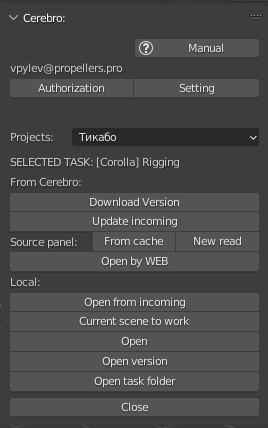 Cerebro:
? Manual
vpylev@propellers.pro
Authorization Setting
Projects: Тикабо
SELECTED TASK: [Corolla] Rigging
From Cerebro:
Download Version
Update incoming
Source panel: From cache New read
Open by WEB
Local:
Open from incoming
Current scene to work
Open
Open version
Open task folder
Close